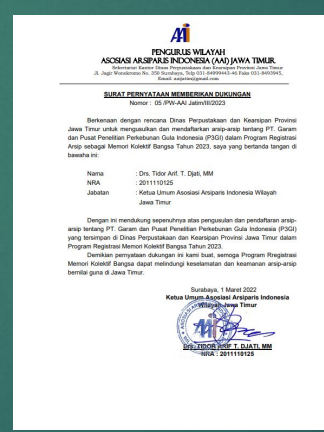 PENGURUS WILAYAH
ASOSIASI ARSIPARIS INDONESIA (AAI) JAWA TIMUR
Sekretariat Kantor Dinas Perpustakaan dan Kearsipan Provinsi Jawa Timur
Jl. Jagir Wonokromo No. 350 Surabaya, Telp 031-84999443-46 Faks 031-8493945,
SURAT PERNYATAAN MEMBERIKAN DUKUNGAN
Nomor : 05 /PW-AAI Jatim/III/2023
Berkenaan dengan rencana Dinas Perpustakaan dan Kearsipan Provinsi
Jawa Timur untuk mengusulkan dan mendaftarkan arsip-arsip tentang PT. Garam
dan Pusat Penelitian Perkebunan Gula Indonesia (P3GI) dalam Program Registrasi
Arsip sebagai Memori Kolektif Bangsa Tahun 2023, saya yang bertanda tangan di
bawaha ini:
Nama : Drs. Tidor Arif. T. Djati, MM
NRA : 2011110125
Jabatan : Ketua Umum Asosiasi Arsiparis Indonesia Wilayah
Jawa Timur
Dengan ini mendukung sepenuhnya atas pengusulan dan pendaftaran arsip-
arsip tentang PT. Garam dan Pusat Penelitian Perkebunan Gula Indonesia (P3GI)
yang tersimpan di Dinas Perpustakaan dan Kearsipan Provinsi Jawa Timur dalam
Program Registrasi Memori Kolektif Bangsa Tahun 2023.
Demikian pernyataan dukungan ini kami buat, semoga Program Rregistrasi
Memori Kolektif Bangsa dapat melindungi keselamatan dan keamanan arsip-arsip
bernilai guna di Jawa Timur.
Surabaya, 1 Maret 2022
Ketua Umum Asosiasi Arsiparis Indonesia
Wilayah Jawa Timur
Drs. TIDOR ARIF T. DJATI, MM
NRA : 2011110125